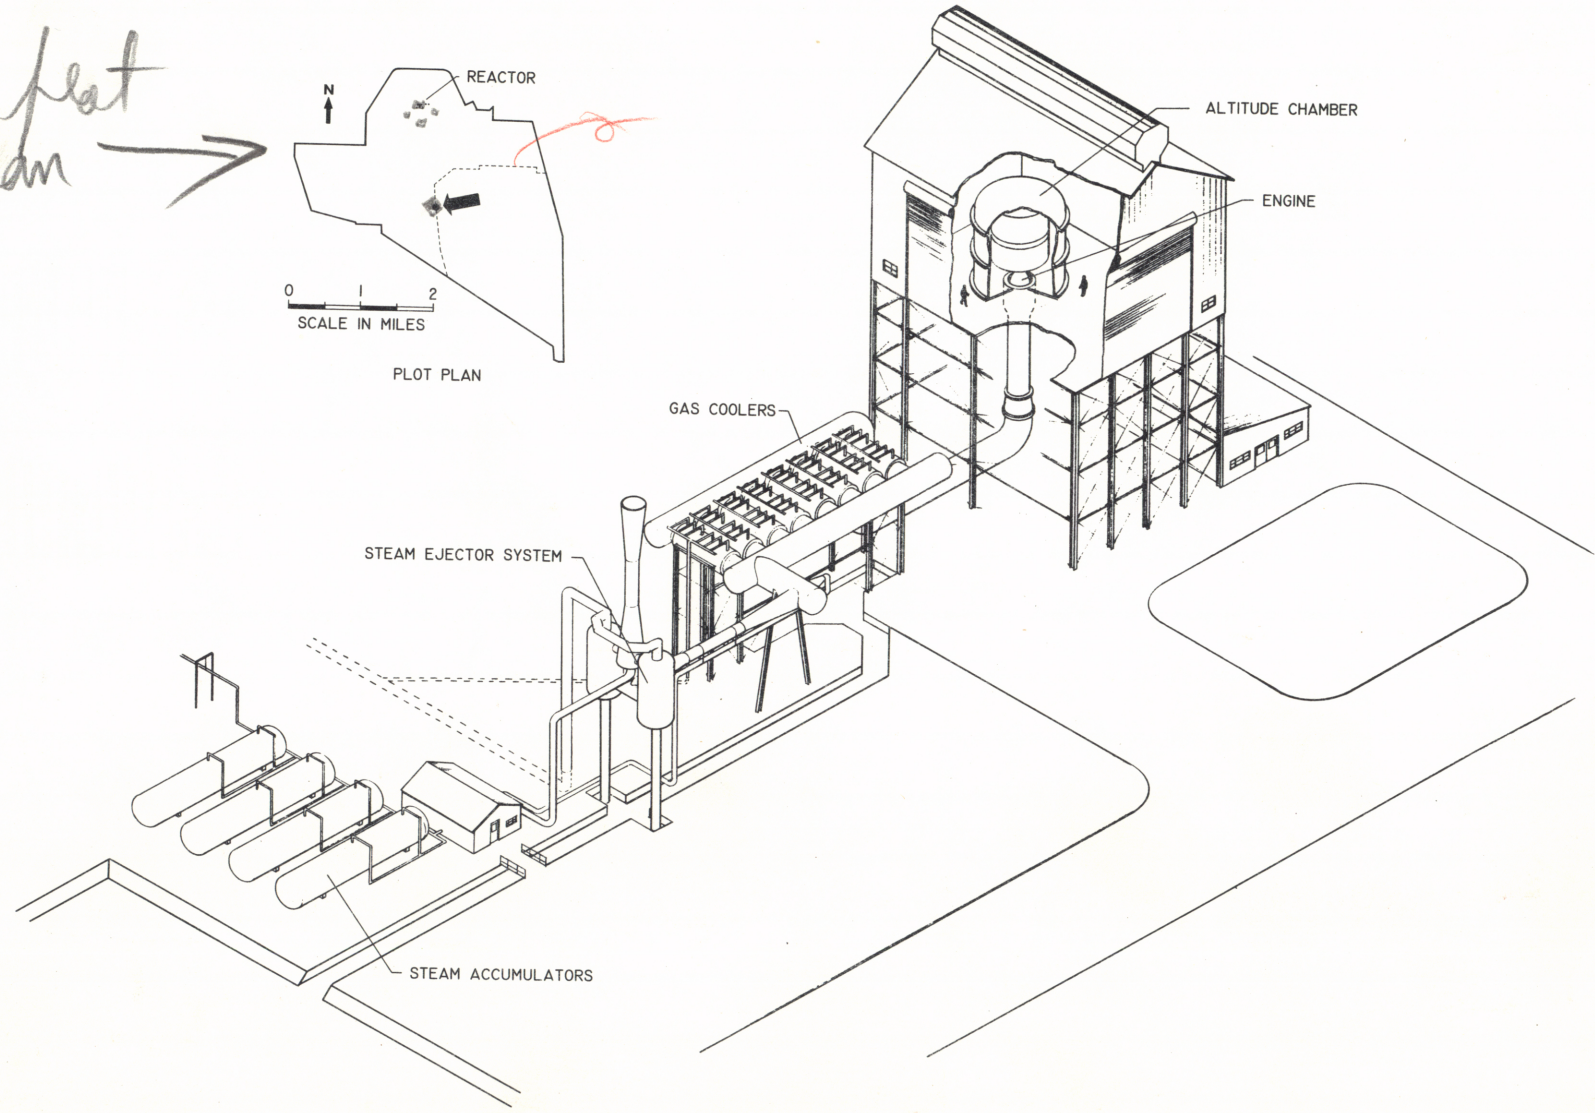 plat
REACTOR
N
ALTITUDE CHAMBER
ENGINE
0 1 2
SCALE IN MILES
PLOT PLAN
GAS COOLERS
STEAM EJECTOR SYSTEM
STEAM ACCUMULATORS